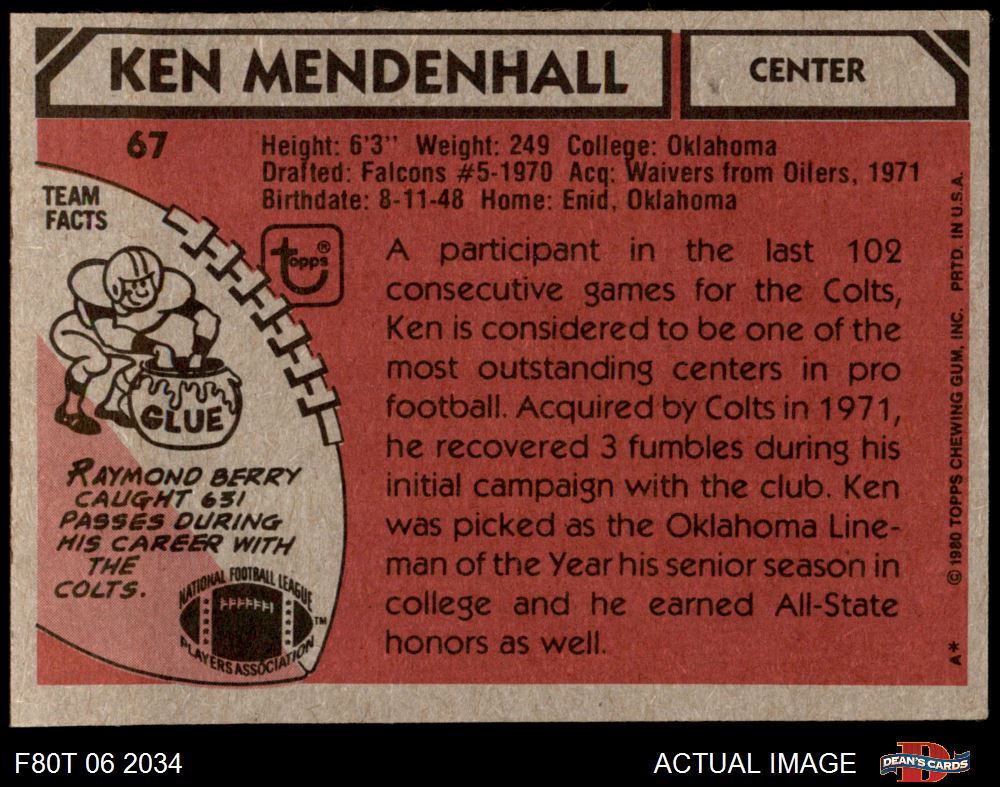 KEN MENDENHALL
CENTER
67
Height: 6'3" Weight: 249 College: Oklahoma
Drafted: Falcons #5-1970 Acq: Waivers from Oilers, 1971
Birthdate: 8-11-48 Home: Enid, Oklahoma
TEAM
FACTS
topps®
GLUE
RAYMOND BERRY
CAUGHT 631
PASSES DURING
HIS CAREER WITH
THE
COLTS.
NATIONAL FOOTBALL LEAGUE
PLAYERS ASSOCIATION
TM
A participant in the last 102
consecutive games for the Colts,
Ken is considered to be one of the
most outstanding centers in pro
football. Acquired by Colts in 1971,
he recovered 3 fumbles during his
initial campaign with the club. Ken
was picked as the Oklahoma Line-
man of the Year his senior season in
college and he earned All-State
honors as well.
A* © 1980 TOPPS CHEWING GUM, INC. PRTD. IN U.S.A.
F80T 06 2034
ACTUAL IMAGE
DEAN'S CARDS